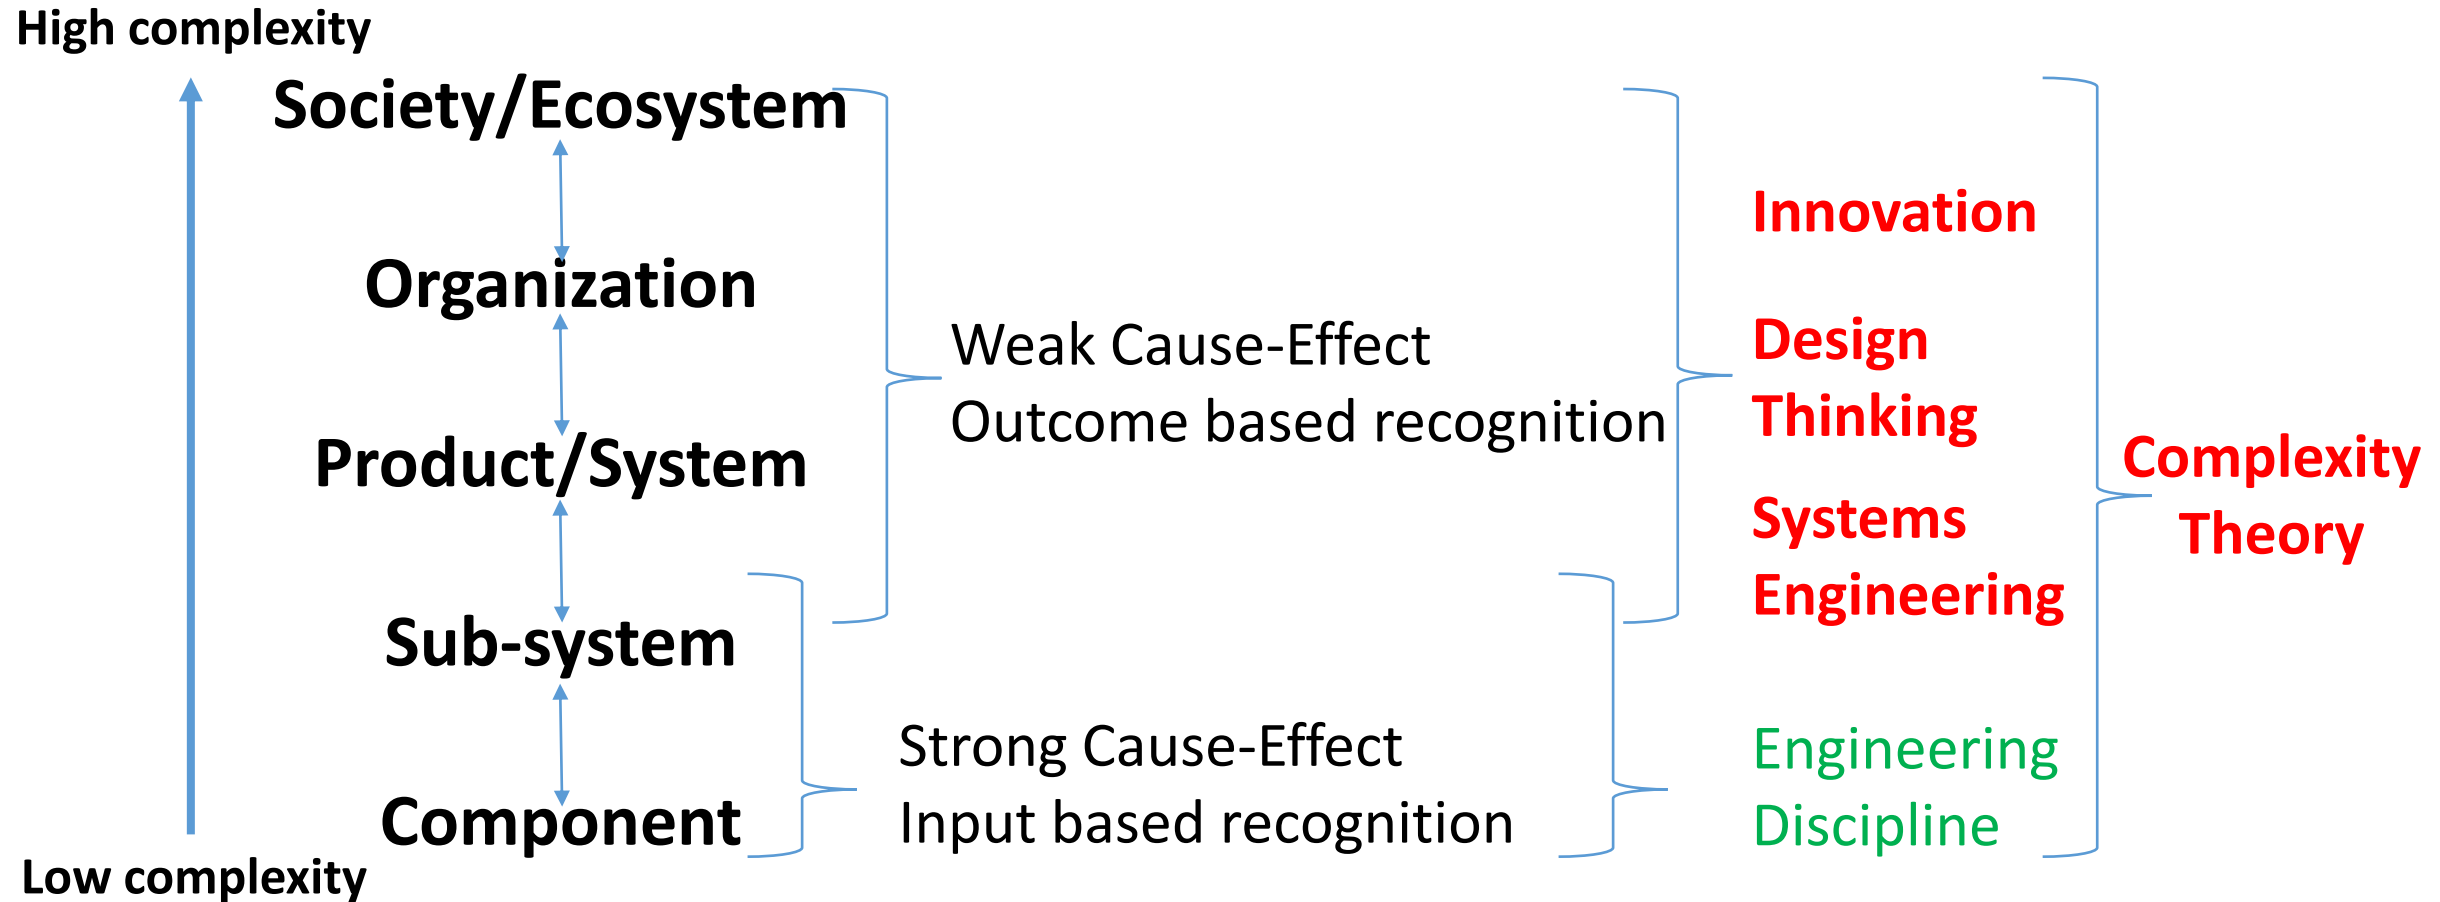 High complexity
Society/Ecosystem
Organization
Product/System
Sub-system
Component
Low complexity
Weak Cause-Effect
Outcome based recognition
Strong Cause-Effect
Input based recognition
Innovation
Design
Thinking
Systems
Engineering
Engineering
Discipline
Complexity
Theory